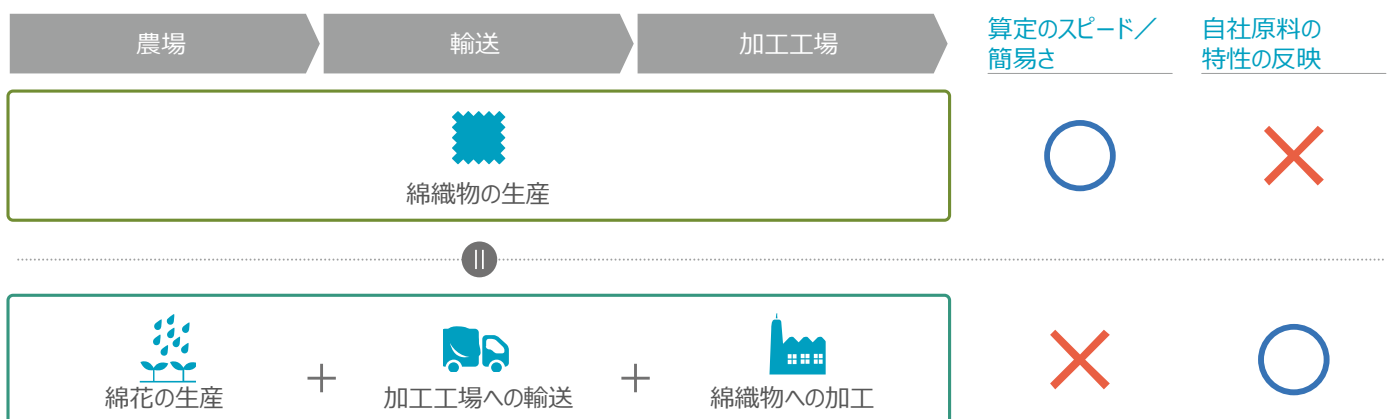 農場
輸送
加工工場
算定のスピード／
簡易さ
自社原料の
特性の反映
綿織物の生産
綿花の生産
+
加工工場への輸送
+
綿織物への加工